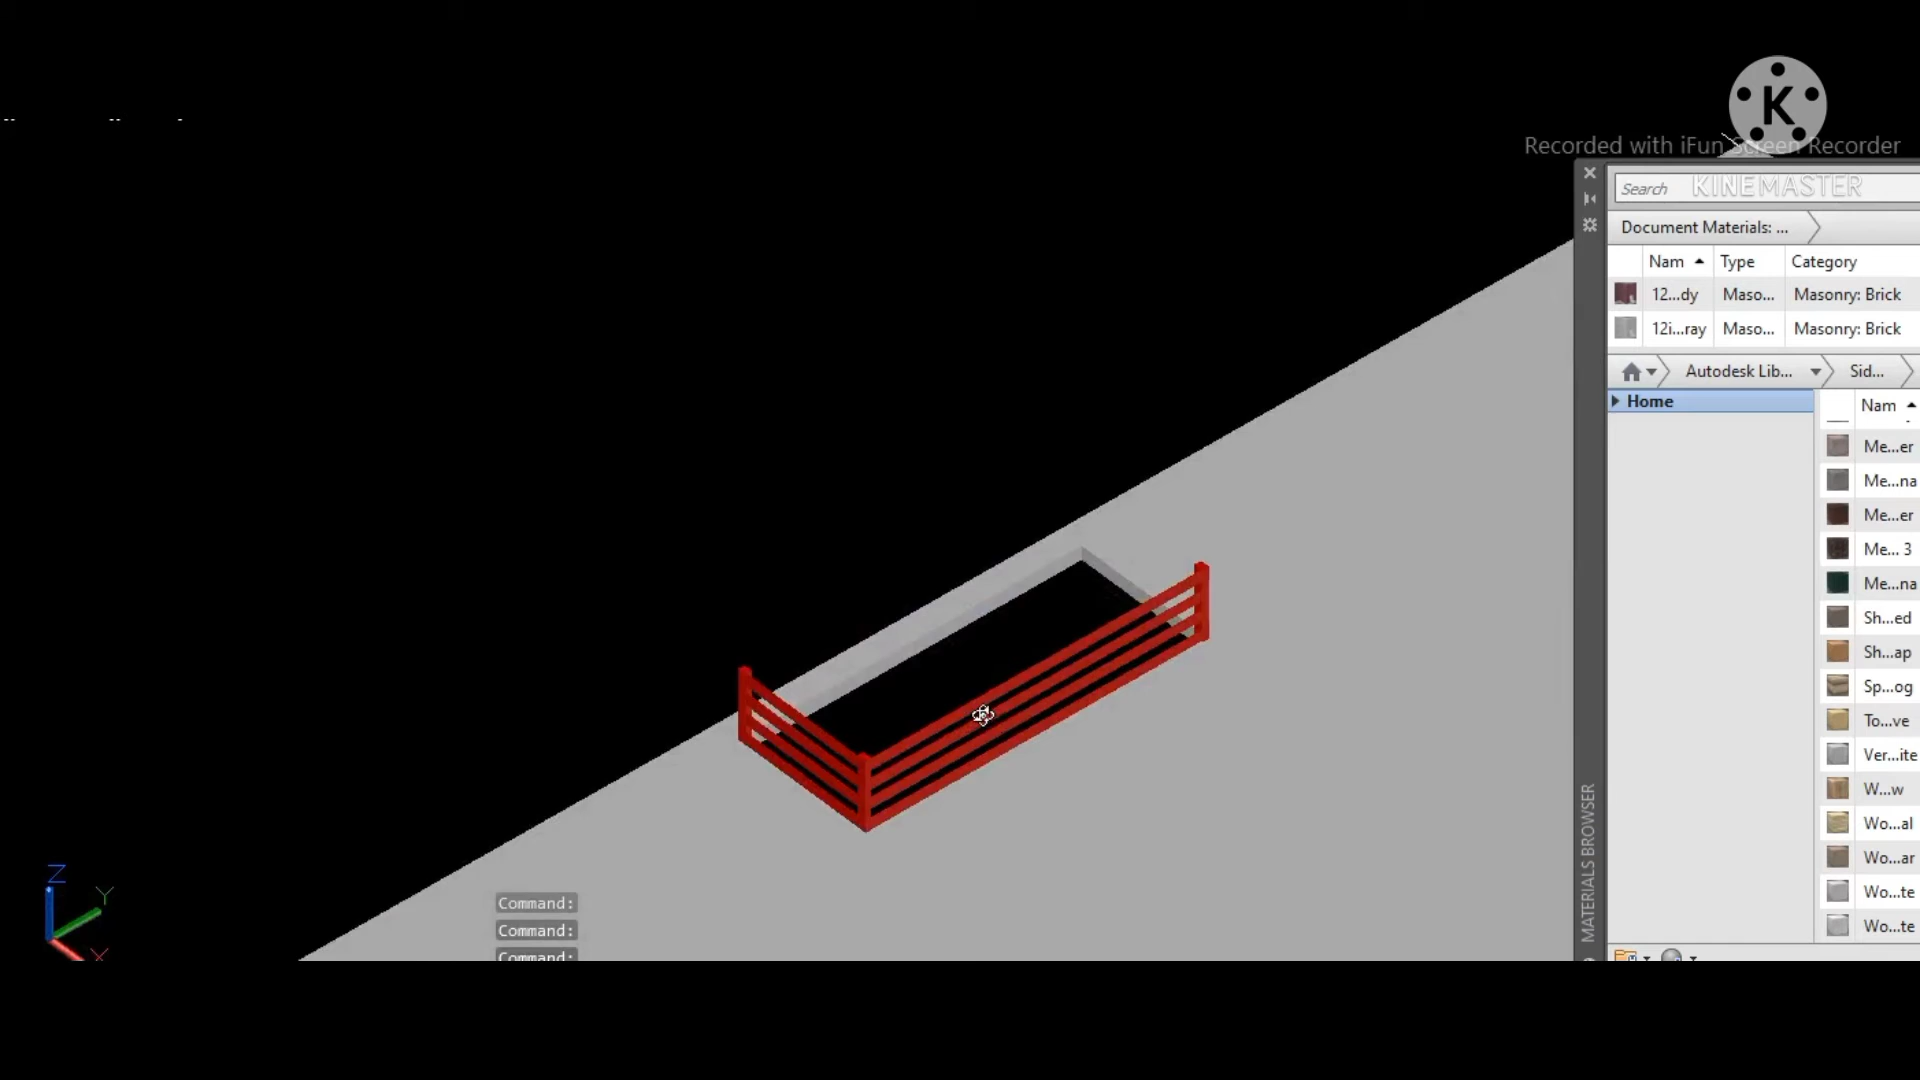 K
Recorded with iFun Screen Recorder
KINEMASTER
Search
Document Materials: ...
Nam Type Category
12...dy Maso... Masonry: Brick
12i...ray Maso... Masonry: Brick
Autodesk Lib... Sid...
Home
Nam
Me...er
Me...na
Me...er
Me... 3
Me...na
Sh...ed
Sh...ap
Sp...og
To...ve
Ver...ite
W...w
Wo...al
Wo...ar
Wo...te
Wo...te
MATERIALS BROWSER
Z
Y
X
Command:
Command:
Command: